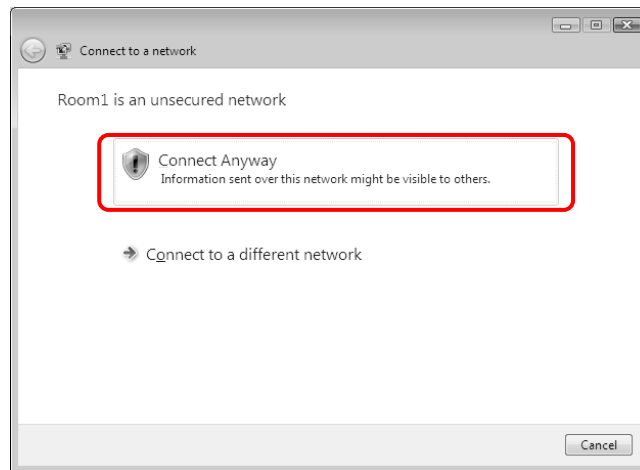 Connect to a network
Room1 is an unsecured network
Connect Anyway
Information sent over this network might be visible to others.
Connect to a different network
Cancel